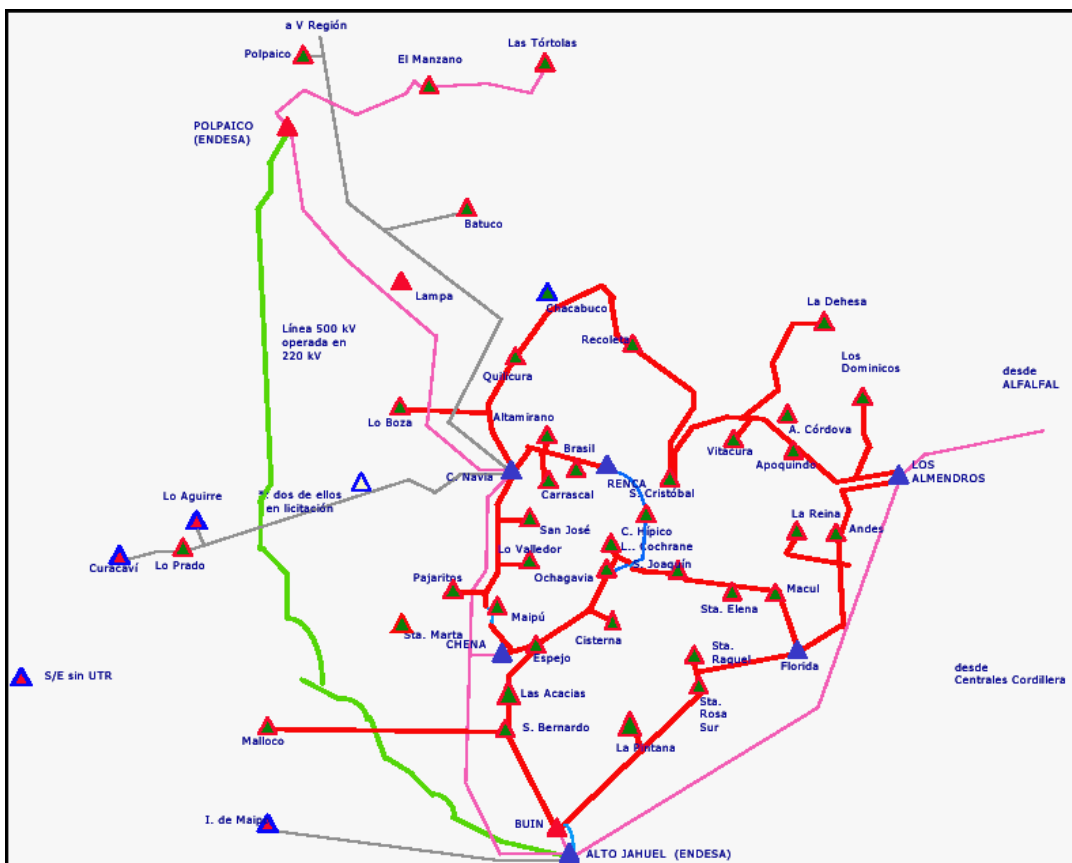 a V Región
Polpaico
El Manzano
Las Tórtolas
POLPAICO
(ENDESA)
Batuco
Lampa
Chacabuco
La Dehesa
Línea 500 kV
operada en
220 kV
Recoleta
Los
Dominicos
Quilicura
desde
ALFALFAL
Lo Boza
Altamirano
A. Córdova
Brasil
Vitacura
Apoquindo
C. Navia
Carrascal
RENCA
S. Cristóbal
LOS
ALMENDROS
Lo Aguirre
*: dos de ellos
en licitación
San José
C. Hípico
L.. Cochrane
La Reina
Andes
Curacaví
Lo Prado
Lo Valledor
S. Joaquín
Pajaritos
Ochagavia
Sta. Elena
Macul
Maipú
Sta. Marta
CHENA
Espejo
Cisterna
Sta.
Raquel
Florida
S/E sin UTR
desde
Centrales Cordillera
Las Acacias
Sta.
Rosa
Sur
Malloco
S. Bernardo
La Pintana
I. de Maipo
BUIN
ALTO JAHUEL (ENDESA)